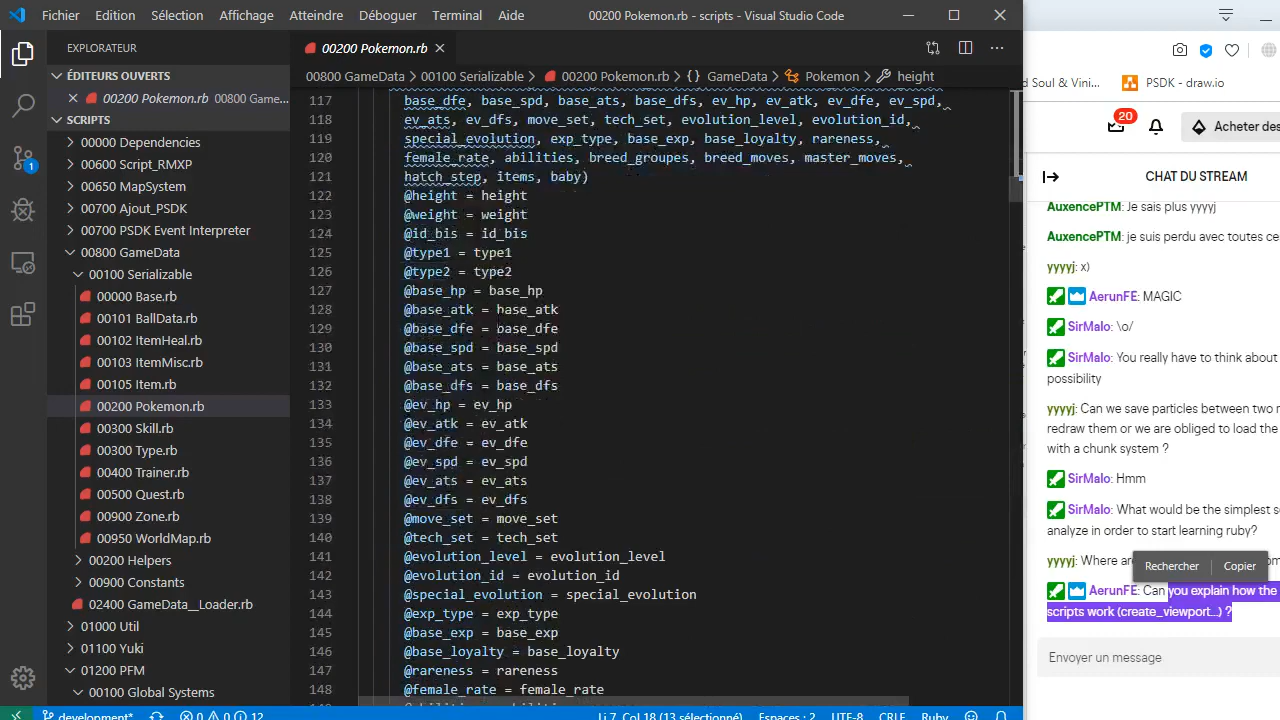 Fichier Edition Sélection Affichage Atteindre Déboguer Terminal Aide
00200 Pokemon.rb - scripts - Visual Studio Code
EXPLORATEUR
ÉDITEURS OUVERTS
00200 Pokemon.rb 00800 Game...
SCRIPTS
00000 Dependencies
00600 Script_RMXP
00650 MapSystem
00700 Ajout_PSDK
00700 PSDK Event Interpreter
00800 GameData
00100 Serializable
00000 Base.rb
00101 BallData.rb
00102 ItemHeal.rb
00103 ItemMisc.rb
00105 Item.rb
00200 Pokemon.rb
00300 Skill.rb
00300 Type.rb
00400 Trainer.rb
00500 Quest.rb
00900 Zone.rb
00950 WorldMap.rb
00200 Helpers
00900 Constants
02400 GameData__Loader.rb
01000 Util
01100 Yuki
01200 PFM
00100 Global Systems
1
00200 Pokemon.rb
00800 GameData > 00100 Serializable > 00200 Pokemon.rb > {} GameData > Pokemon > height
117 base_dfe, base_spd, base_ats, base_dfs, ev_hp, ev_atk, ev_dfe, ev_spd,
118 ev_ats, ev_dfs, move_set, tech_set, evolution_level, evolution_id,
119 special_evolution, exp_type, base_exp, base_loyalty, rareness,
120 female_rate, abilities, breed_groupes, breed_moves, master_moves,
121 hatch_step, items, baby)
122 @height = height
123 @weight = weight
124 @id_bis = id_bis
125 @type1 = type1
126 @type2 = type2
127 @base_hp = base_hp
128 @base_atk = base_atk
129 @base_dfe = base_dfe
130 @base_spd = base_spd
131 @base_ats = base_ats
132 @base_dfs = base_dfs
133 @ev_hp = ev_hp
134 @ev_atk = ev_atk
135 @ev_dfe = ev_dfe
136 @ev_spd = ev_spd
137 @ev_ats = ev_ats
138 @ev_dfs = ev_dfs
139 @move_set = move_set
140 @tech_set = tech_set
141 @evolution_level = evolution_level
142 @evolution_id = evolution_id
143 @special_evolution = special_evolution
144 @exp_type = exp_type
145 @base_exp = base_exp
146 @base_loyalty = base_loyalty
147 @rareness = rareness
148 @female_rate = female_rate
development* 0 0 12 Li 7, Col 18 (13 sélectionné) Espaces : 2 UTF-8 CRLF Ruby
d Soul & Vini... PSDK - draw.io
20
Acheter des
CHAT DU STREAM
AuxencePTM: Je sais plus yyyyj
AuxencePTM: je suis perdu avec toutes ce
yyyyj: x)
AerunFE: MAGIC
SirMalo: \o/
SirMalo: You really have to think about
possibility
yyyyj: Can we save particles between two
redraw them or we are obliged to load the
with a chunk system ?
SirMalo: Hmm
SirMalo: What would be the simplest
analyze in order to start learning ruby?
yyyyj: Where
Rechercher Copier
AerunFE: Can you explain how the
scripts work (create_viewport...) ?
Envoyer un message